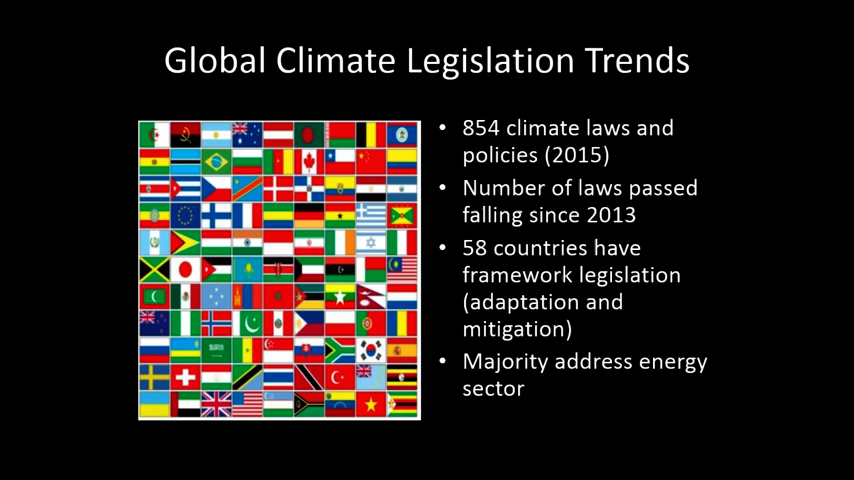 Global Climate Legislation Trends
• 854 climate laws and
policies (2015)
• Number of laws passed
falling since 2013
• 58 countries have
framework legislation
(adaptation and
mitigation)
• Majority address energy
sector